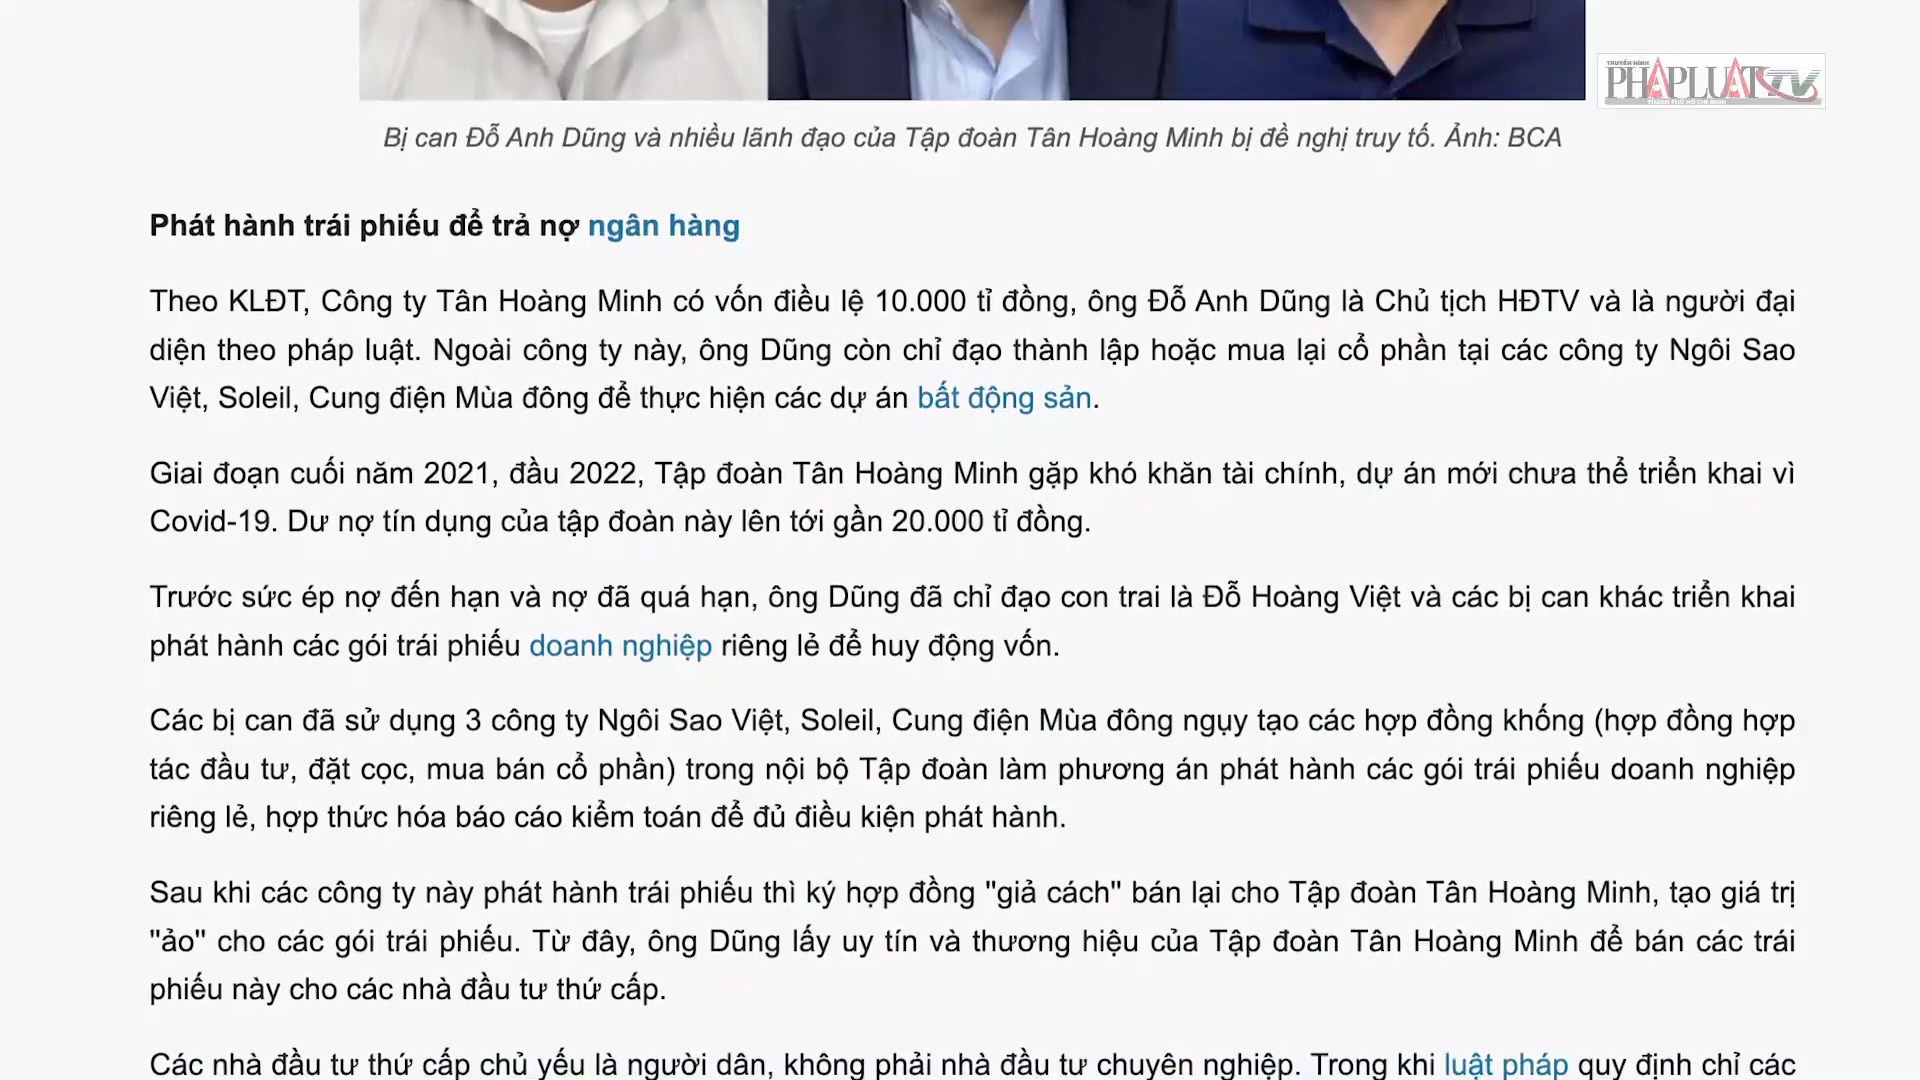 TRUYỀN HÌNH
PHÁPLUẬTTV
THÀNH PHỐ HỒ CHÍ MINH
Bị can Đỗ Anh Dũng và nhiều lãnh đạo của Tập đoàn Tân Hoàng Minh bị đề nghị truy tố. Ảnh: BCA
Phát hành trái phiếu để trả nợ ngân hàng
Theo KLĐT, Công ty Tân Hoàng Minh có vốn điều lệ 10.000 tỉ đồng, ông Đỗ Anh Dũng là Chủ tịch HĐTV và là người đại
diện theo pháp luật. Ngoài công ty này, ông Dũng còn chỉ đạo thành lập hoặc mua lại cổ phần tại các công ty Ngôi Sao
Việt, Soleil, Cung điện Mùa đông để thực hiện các dự án bất động sản.
Giai đoạn cuối năm 2021, đầu 2022, Tập đoàn Tân Hoàng Minh gặp khó khăn tài chính, dự án mới chưa thể triển khai vì
Covid-19. Dư nợ tín dụng của tập đoàn này lên tới gần 20.000 tỉ đồng.
Trước sức ép nợ đến hạn và nợ đã quá hạn, ông Dũng đã chỉ đạo con trai là Đỗ Hoàng Việt và các bị can khác triển khai
phát hành các gói trái phiếu doanh nghiệp riêng lẻ để huy động vốn.
Các bị can đã sử dụng 3 công ty Ngôi Sao Việt, Soleil, Cung điện Mùa đông ngụy tạo các hợp đồng khống (hợp đồng hợp
tác đầu tư, đặt cọc, mua bán cổ phần) trong nội bộ Tập đoàn làm phương án phát hành các gói trái phiếu doanh nghiệp
riêng lẻ, hợp thức hóa báo cáo kiểm toán để đủ điều kiện phát hành.
Sau khi các công ty này phát hành trái phiếu thì ký hợp đồng "giả cách" bán lại cho Tập đoàn Tân Hoàng Minh, tạo giá trị
"ảo" cho các gói trái phiếu. Từ đây, ông Dũng lấy uy tín và thương hiệu của Tập đoàn Tân Hoàng Minh để bán các trái
phiếu này cho các nhà đầu tư thứ cấp.
Các nhà đầu tư thứ cấp chủ yếu là người dân, không phải nhà đầu tư chuyên nghiệp. Trong khi luật pháp quy định chỉ các